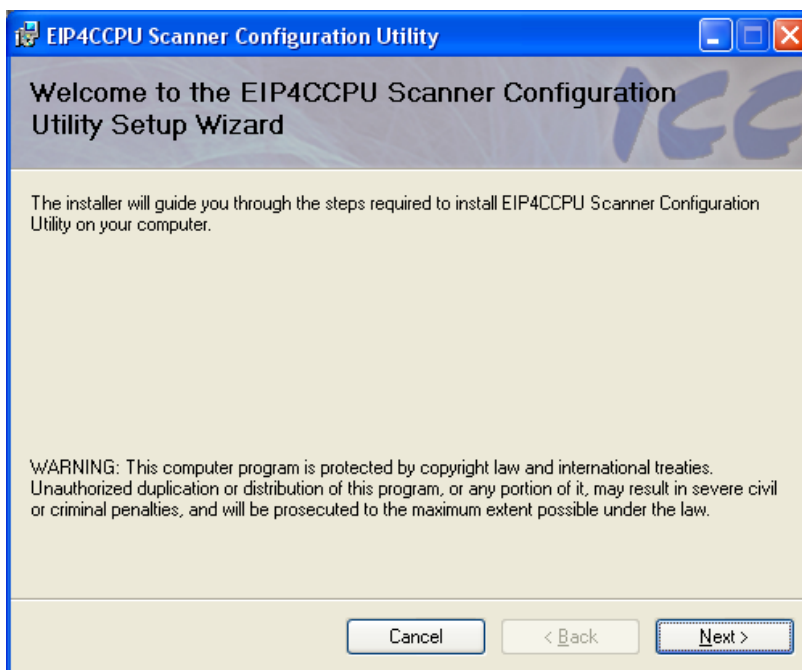 EIP4CCPU Scanner Configuration Utility
Welcome to the EIP4CCPU Scanner Configuration
Utility Setup Wizard
ICC
The installer will guide you through the steps required to install EIP4CCPU Scanner Configuration
Utility on your computer.
WARNING: This computer program is protected by copyright law and international treaties.
Unauthorized duplication or distribution of this program, or any portion of it, may result in severe civil
or criminal penalties, and will be prosecuted to the maximum extent possible under the law.
Cancel
< Back
Next >